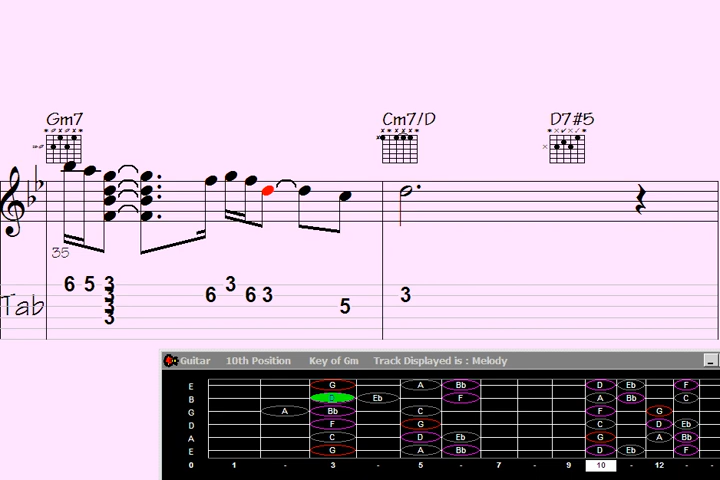 Gm7 Cm7/D D7#5
35
6 5 3 3 6 3
3 6 3 3
3 5
3
Tab
Guitar 10th Position Key of Gm Track Displayed is : Melody
E G A Bb D Eb F
B Eb F A Bb C
G A Bb C F G
D F G C D Eb
A C D Eb G A Bb
E G A Bb D Eb F
0 1 - 3 - 5 - 7 - 9 10 - 12 -